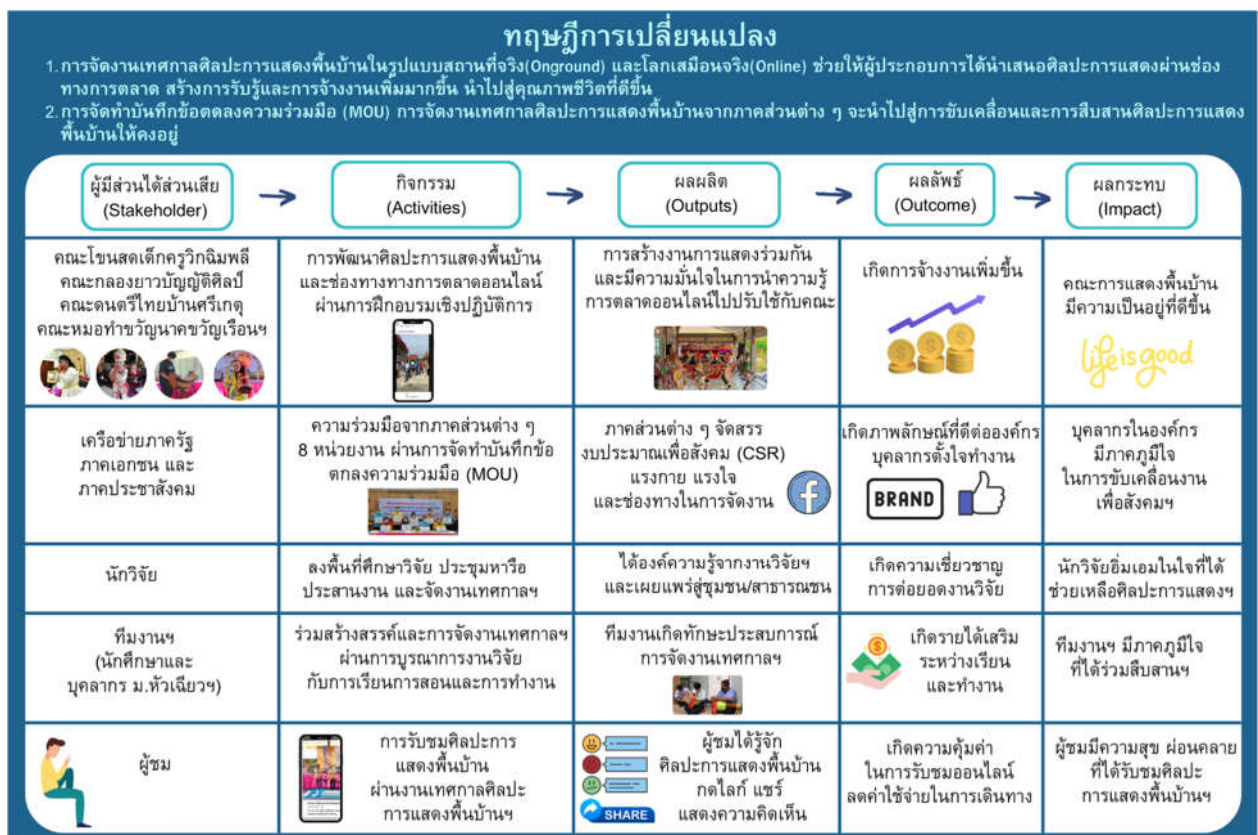 ทฤษฎีการเปลี่ยนแปลง
1. การจัดงานเทศกาลศิลปะการแสดงพื้นบ้านในรูปแบบสถานที่จริง(Onground) และโลกเสมือนจริง(Online) ช่วยให้ผู้ประกอบการได้นำเสนอศิลปะการแสดงผ่านช่อง
ทางการตลาด สร้างการรับรู้และการจ้างงานเพิ่มมากขึ้น นำไปสู่คุณภาพชีวิตที่ดีขึ้น
2. การจัดทำบันทึกข้อตดลงความร่วมมือ (MOU) การจัดงานเทศกาลศิลปะการแสดงพื้นบ้านจากภาคส่วนต่าง ๆ จะนำไปสู่การขับเคลื่อนและการสืบสานศิลปะการแสดง
พื้นบ้านให้คงอยู่
ผู้มีส่วนได้ส่วนเสีย
(Stakeholder)
กิจกรรม
(Activities)
ผลผลิต
(Outputs)
ผลลัพธ์
(Outcome)
ผลกระทบ
(Impact)
คณะโขนสดเด็กครูวิกฉิมพลี
คณะกลองยาวบัญญัติศิลป์
คณะดนตรีไทยบ้านศรีเกตุ
คณะหมอทำขวัญนาคขวัญเรือนฯ
การพัฒนาศิลปะการแสดงพื้นบ้าน
และช่องทางทางการตลาดออนไลน์
ผ่านการฝึกอบรมเชิงปฏิบัติการ
การสร้างงานการแสดงร่วมกัน
และมีความมั่นใจในการนำความรู้
การตลาดออนไลน์ไปปรับใช้กับคณะ
เกิดการจ้างงานเพิ่มขึ้น
คณะการแสดงพื้นบ้าน
มีความเป็นอยู่ที่ดีขึ้น
life is good
เครือข่ายภาครัฐ
ภาคเอกชน และ
ภาคประชาสังคม
ความร่วมมือจากภาคส่วนต่าง ๆ
8 หน่วยงาน ผ่านการจัดทำบันทึกข้อ
ตกลงความร่วมมือ (MOU)
ภาคส่วนต่าง ๆ จัดสรร
งบประมาณเพื่อสังคม (CSR)
แรงกาย แรงใจ
และช่องทางในการจัดงาน
เกิดภาพลักษณ์ที่ดีต่อองค์กร
บุคลากรตั้งใจทำงาน
BRAND
บุคลากรในองค์กร
มีภาคภูมิใจ
ในการขับเคลื่อนงาน
เพื่อสังคมฯ
นักวิจัย
ลงพื้นที่ศึกษาวิจัย ประชุมหารือ
ประสานงาน และจัดงานเทศกาลฯ
ได้องค์ความรู้จากงานวิจัยฯ
และเผยแพร่สู่ชุมชน/สาธารณชน
เกิดความเชี่ยวชาญ
การต่อยอดงานวิจัย
นักวิจัยอิ่มเอมในใจที่ได้
ช่วยเหลือศิลปะการแสดงฯ
ทีมงานฯ
(นักศึกษาและ
บุคลากร ม.หัวเฉียวฯ)
ร่วมสร้างสรรค์และการจัดงานเทศกาลฯ
ผ่านการบูรณาการงานวิจัย
กับการเรียนการสอนและการทำงาน
ทีมงานเกิดทักษะประสบการณ์
การจัดงานเทศกาลฯ
เกิดรายได้เสริม
ระหว่างเรียน
และทำงาน
ทีมงานฯ มีภาคภูมิใจ
ที่ได้ร่วมสืบสานฯ
ผู้ชม
การรับชมศิลปะการ
แสดงพื้นบ้าน
ผ่านงานเทศกาลศิลปะ
การแสดงพื้นบ้านฯ
ผู้ชมได้รู้จัก
ศิลปะการแสดงพื้นบ้าน
กดไลก์ แชร์
แสดงความคิดเห็น
SHARE
เกิดความคุ้มค่า
ในการรับชมออนไลน์
ลดค่าใช้จ่ายในการเดินทาง
ผู้ชมมีความสุข ผ่อนคลาย
ที่ได้รับชมศิลปะ
การแสดงพื้นบ้านฯ